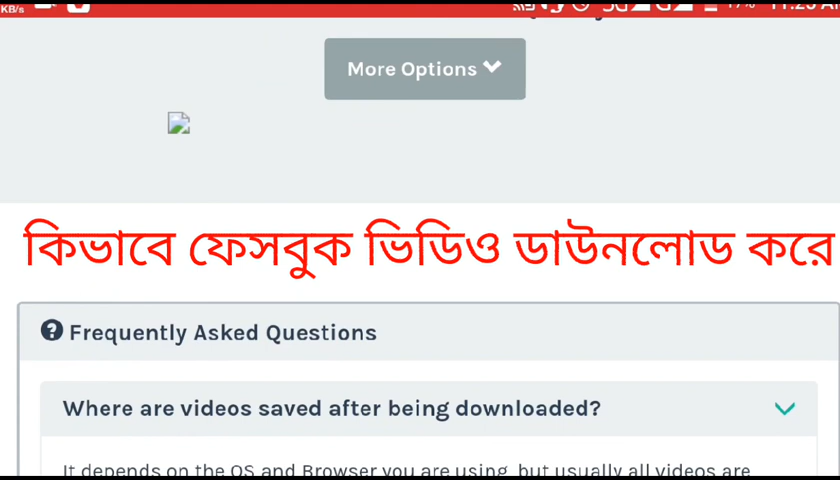 KB/s
More Options
কিভাবে ফেসবুক ভিডিও ডাউনলোড করে
Frequently Asked Questions
Where are videos saved after being downloaded?
It depends on the OS and Browser you are using, but usually all videos are